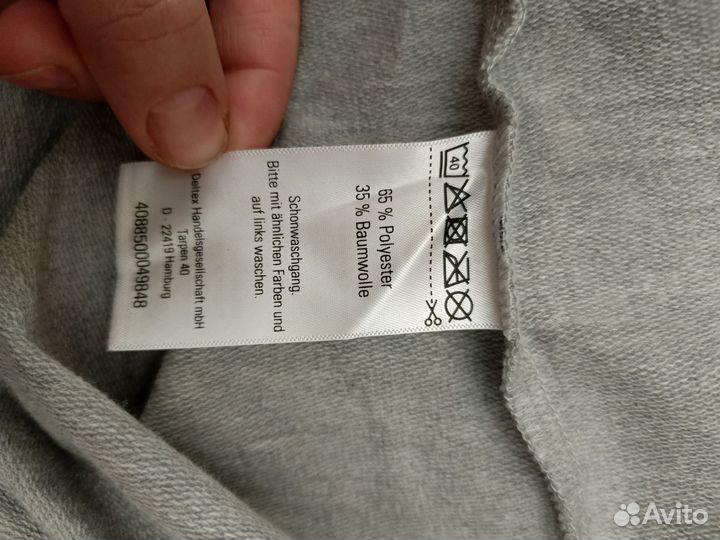 40
65 % Polyester
35 % Baumwolle
Schonwaschgang.
Bitte mit ähnlichen Farben und
auf links waschen.
Deltex Handelsgesellschaft mbH
Tarpen 40
D - 22419 Hamburg
4088500049848
Avito